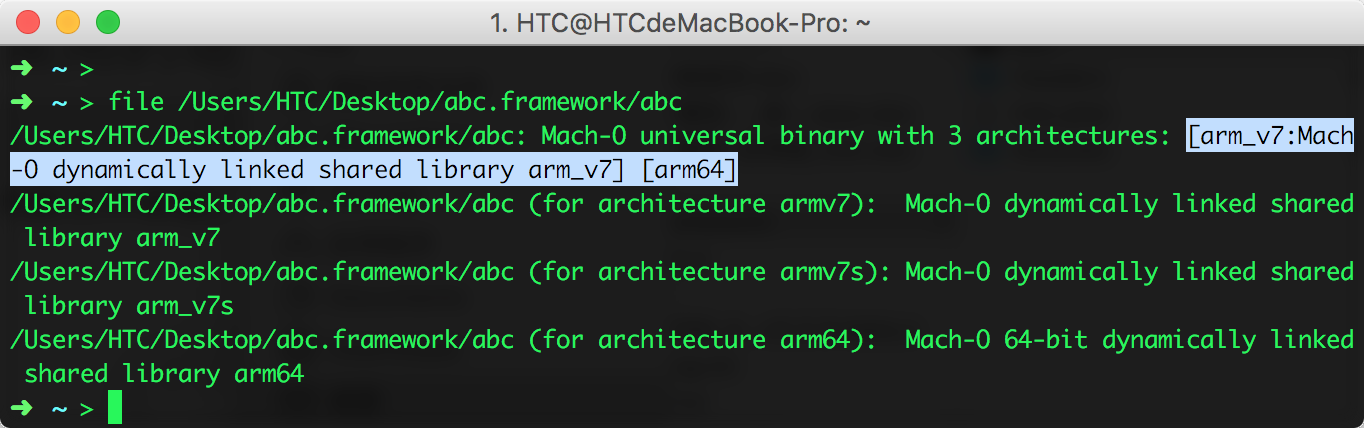 1. HTC@HTCdeMacBook-Pro: ~
➜ ~ >
➜ ~ > file /Users/HTC/Desktop/abc.framework/abc
/Users/HTC/Desktop/abc.framework/abc: Mach-O universal binary with 3 architectures: [arm_v7:Mach
-O dynamically linked shared library arm_v7] [arm64]
/Users/HTC/Desktop/abc.framework/abc (for architecture armv7):  Mach-O dynamically linked shared
 library arm_v7
/Users/HTC/Desktop/abc.framework/abc (for architecture armv7s): Mach-O dynamically linked shared
 library arm_v7s
/Users/HTC/Desktop/abc.framework/abc (for architecture arm64):  Mach-O 64-bit dynamically linked
 shared library arm64
➜ ~ >